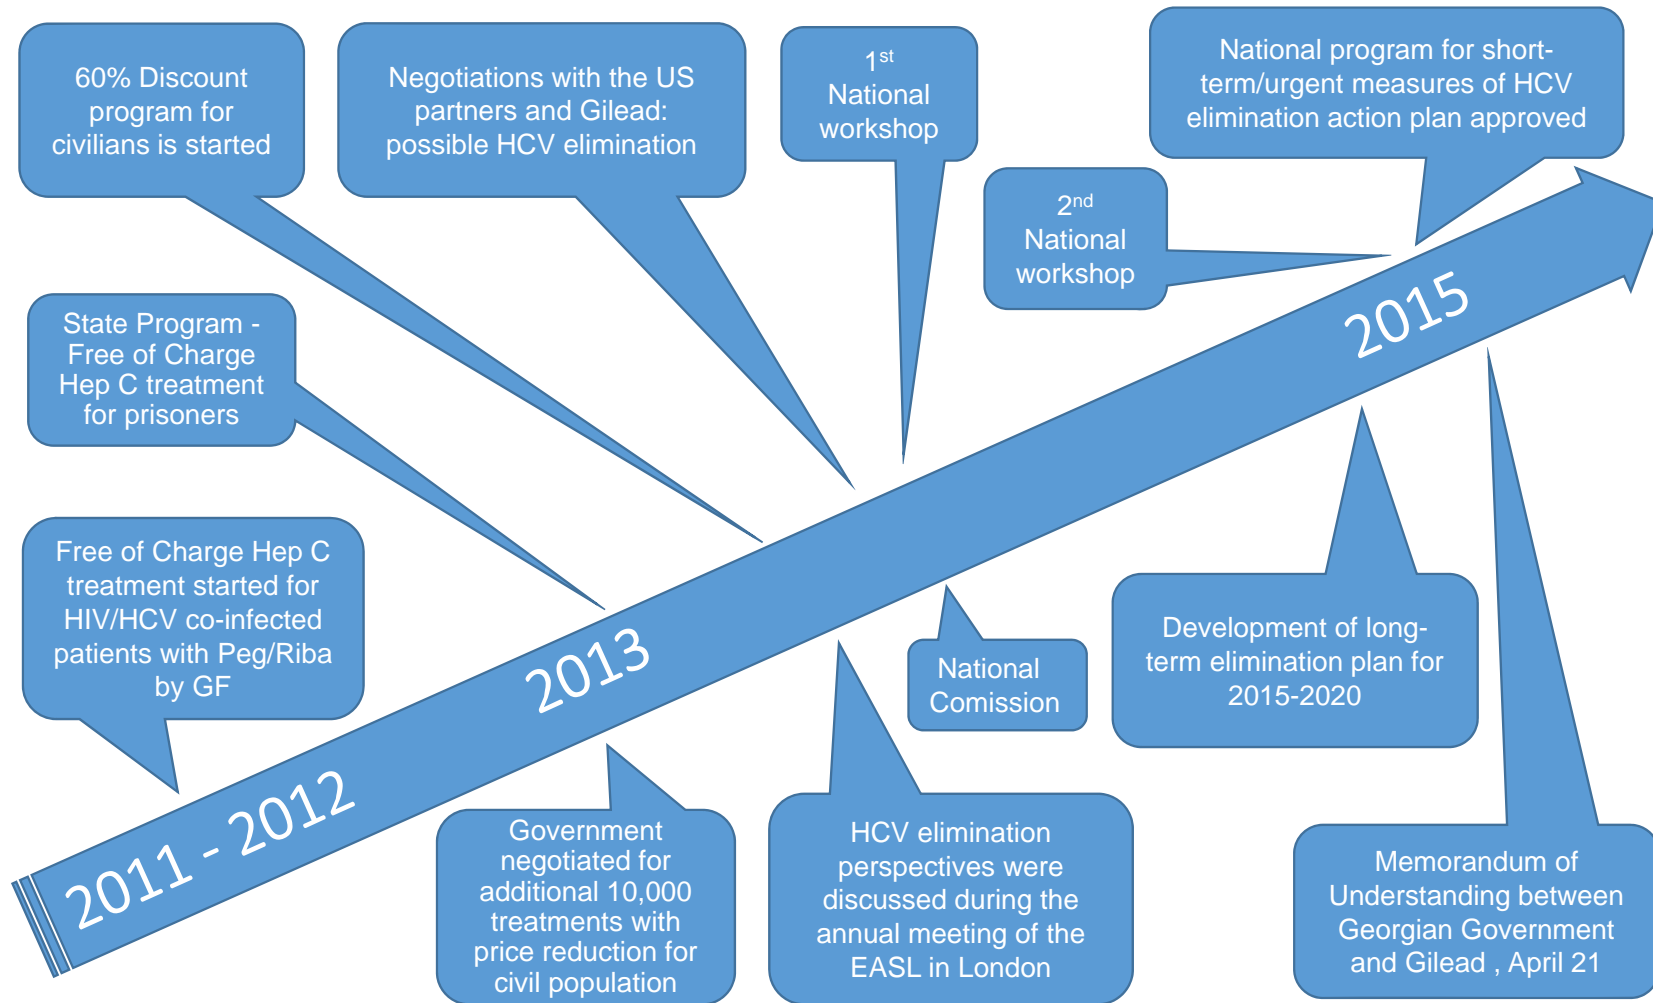 60% Discount
program for
civilians is started
Negotiations with the US
partners and Gilead:
possible HCV elimination
1st
National
workshop
National program for short-
term/urgent measures of HCV
elimination action plan approved
2nd
National
workshop
State Program -
Free of Charge
Hep C treatment
for prisoners
2015
Free of Charge Hep C
treatment started for
HIV/HCV co-infected
patients with Peg/Riba
by GF
2013
2011 - 2012
National
Comission
Development of long-
term elimination plan for
2015-2020
Government
negotiated for
additional 10,000
treatments with
price reduction for
civil population
HCV elimination
perspectives were
discussed during the
annual meeting of the
EASL in London
Memorandum of
Understanding between
Georgian Government
and Gilead , April 21